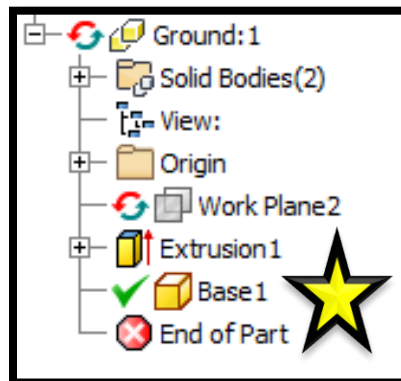 Ground:1
Solid Bodies(2)
View:
Origin
Work Plane2
Extrusion1
Base1
End of Part